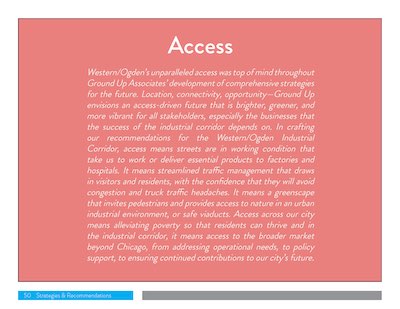 Access
Western/Ogden's unparalleled access was top of mind throughout
Ground Up Associates' development of comprehensive strategies
for the future. Location, connectivity, opportunity—Ground Up
envisions an access-driven future that is brighter, greener, and
more vibrant for all stakeholders, especially the businesses that
the success of the industrial corridor depends on. In crafting
our recommendations for the Western/Ogden Industrial
Corridor, access means streets are in working condition that
take us to work or deliver essential products to factories and
hospitals. It means streamlined traffic management that draws
in visitors and residents, with the confidence that they will avoid
congestion and truck traffic headaches. It means a greenscape
that invites pedestrians and provides access to nature in an urban
industrial environment, or safe viaducts. Access across our city
means alleviating poverty so that residents can thrive and in
the industrial corridor, it means access to the broader market
beyond Chicago, from addressing operational needs, to policy
support, to ensuring continued contributions to our city's future.
50 Strategies & Recommendations